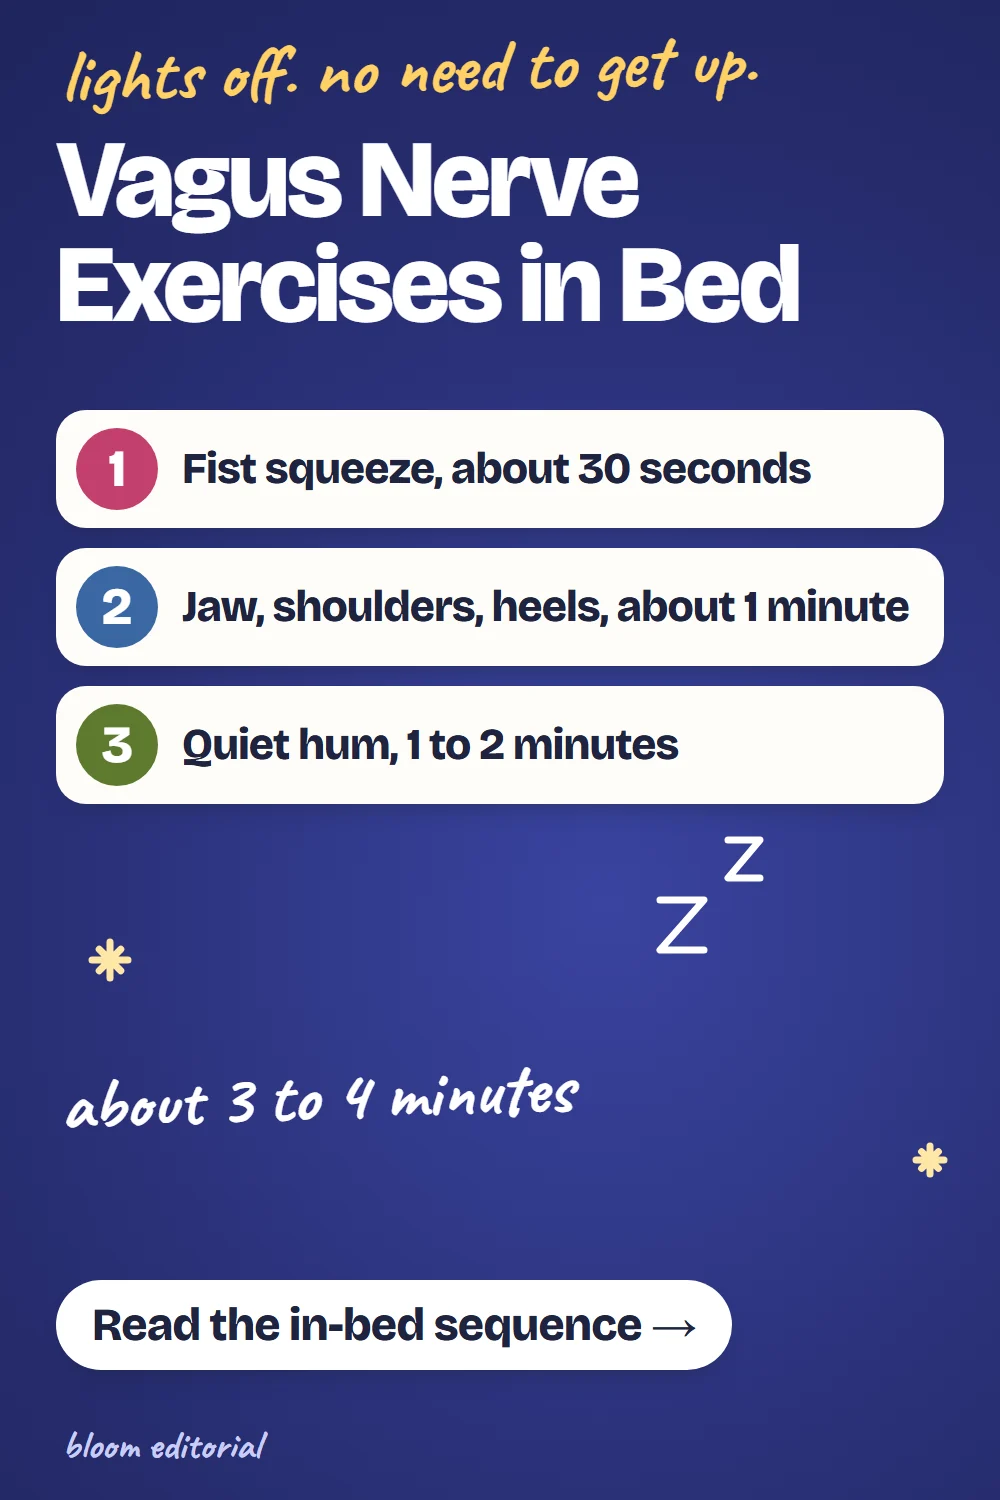 lights off. no need to get up.
Vagus Nerve
Exercises in Bed
1 Fist squeeze, about 30 seconds
2 Jaw, shoulders, heels, about 1 minute
3 Quiet hum, 1 to 2 minutes
z
Z
about 3 to 4 minutes
Read the in-bed sequence →
bloom editorial